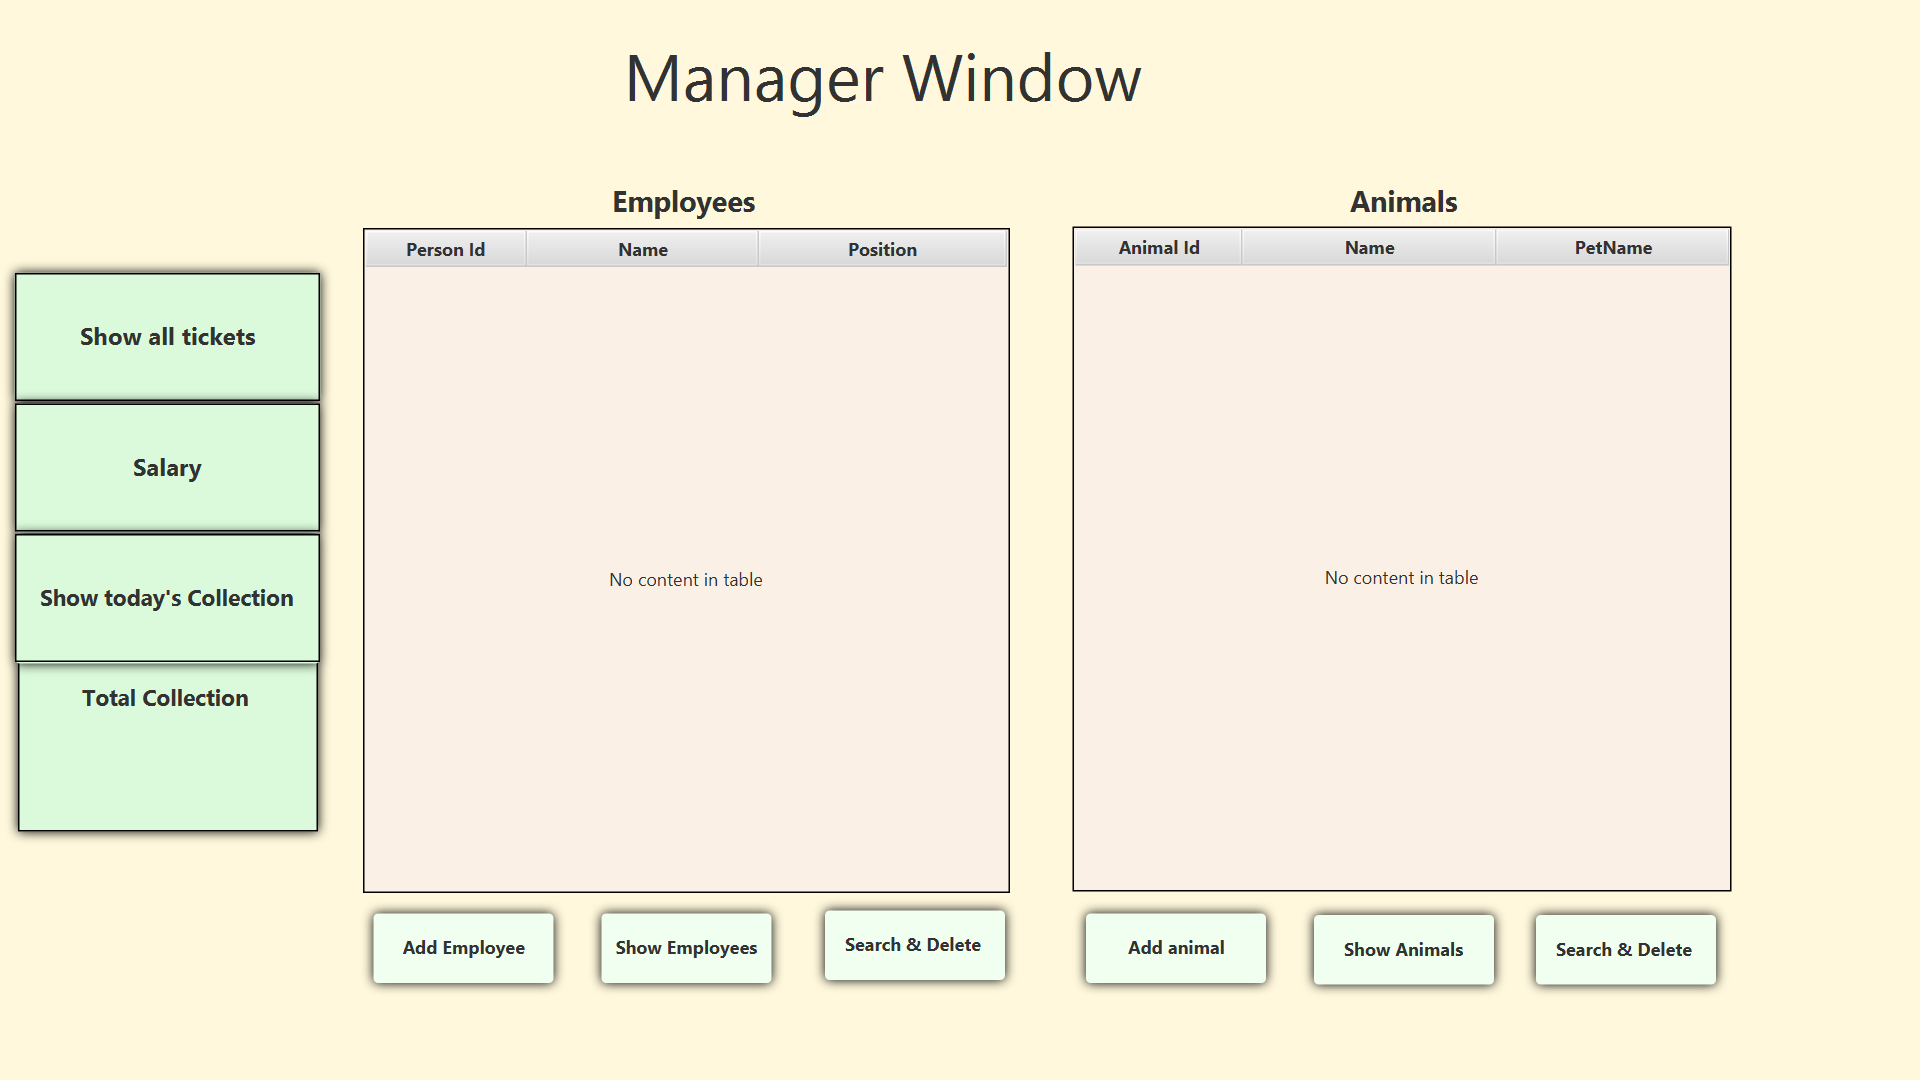 Manager Window
Employees
Animals
Person Id Name Position
Animal Id Name PetName
Show all tickets
Salary
Show today's Collection
Total Collection
No content in table
No content in table
Add Employee
Show Employees
Search & Delete
Add animal
Show Animals
Search & Delete